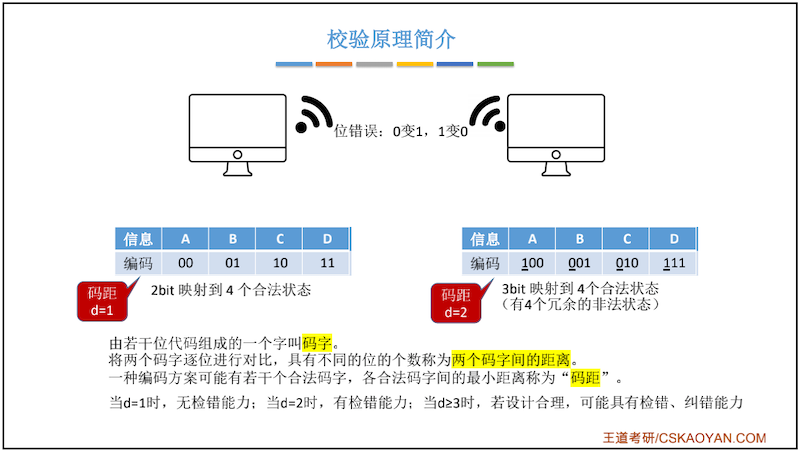 校验原理简介
位错误：0变1，1变0
信息 A B C D
编码 00 01 10 11
码距
d=1
2bit 映射到 4 个合法状态
信息 A B C D
编码 100 001 010 111
码距
d=2
3bit 映射到 4个合法状态
（有4个冗余的非法状态）
由若干位代码组成的一个字叫码字。
将两个码字逐位进行对比，具有不同的位的个数称为两个码字间的距离。
一种编码方案可能有若干个合法码字，各合法码字间的最小距离称为“码距”。
当d=1时，无检错能力；当d=2时，有检错能力；当d≥3时，若设计合理，可能具有检错、纠错能力
王道考研/CSKAOYAN.COM